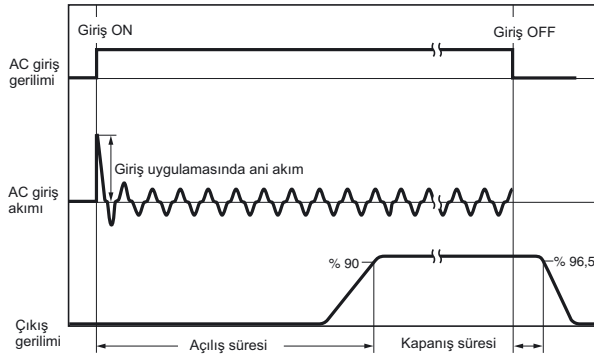 Giriş ON
Giriş OFF
AC giriş
gerilimi
Giriş uygulamasında ani akım
AC giriş
akımı
% 90
% 96,5
Çıkış
gerilimi
Açılış süresi
Kapanış süresi